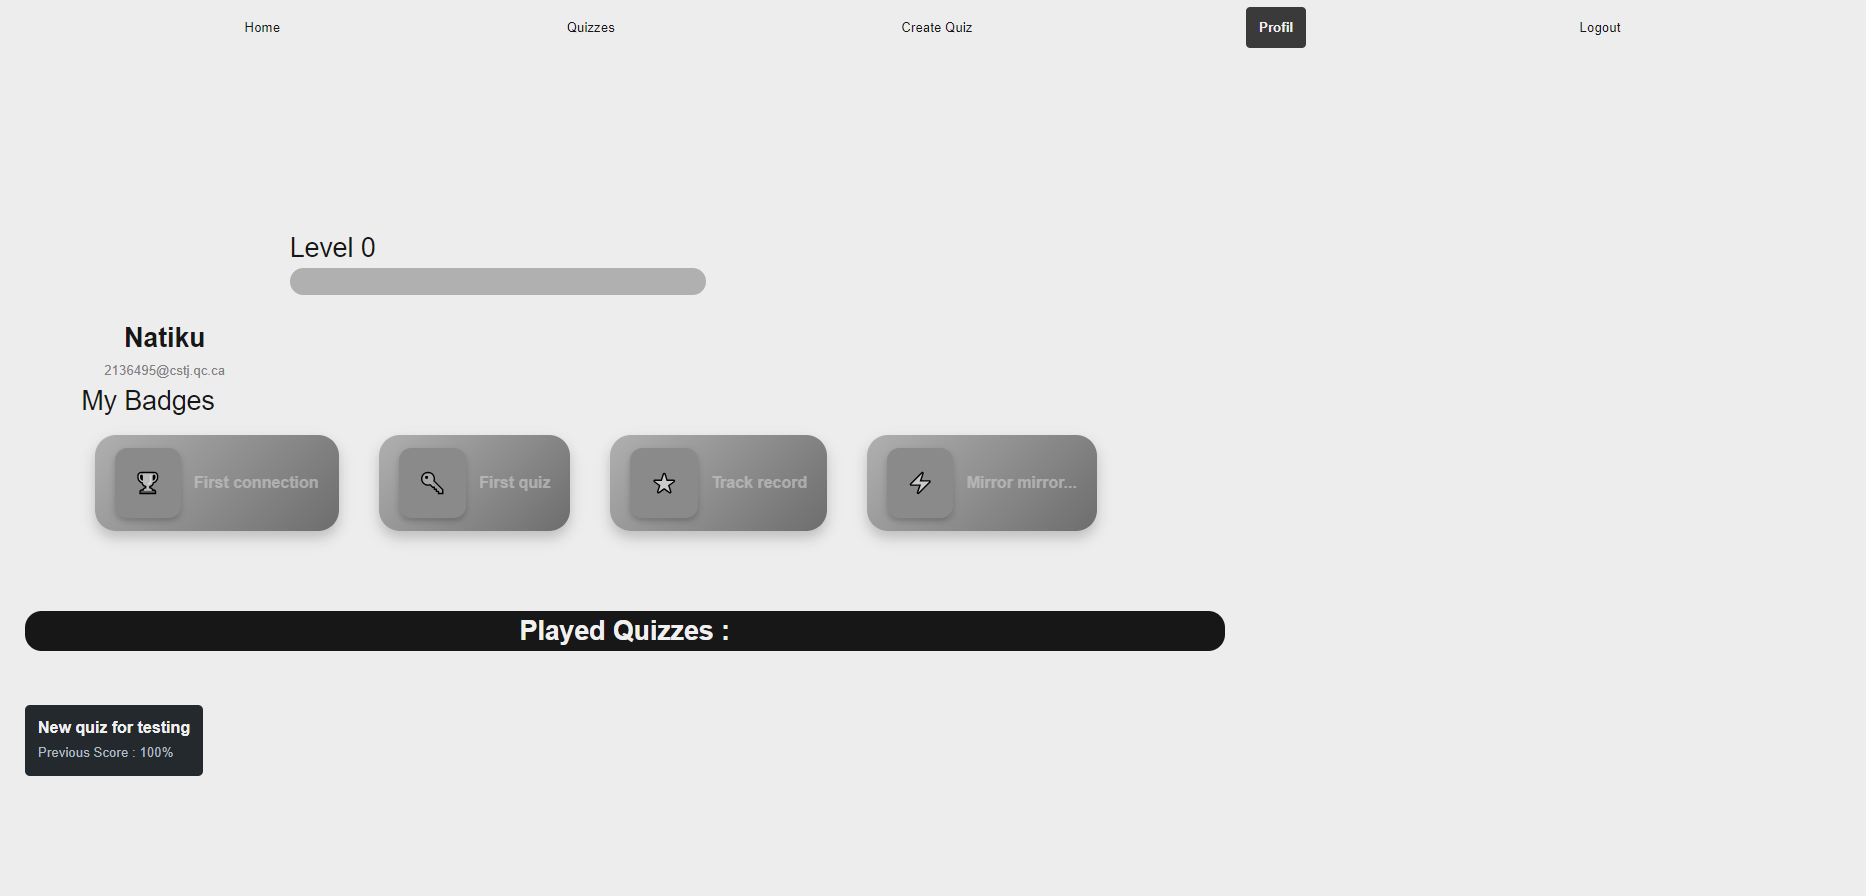 Home
Quizzes
Create Quiz
Profil
Logout
Level 0
Natiku
2136495@cstj.qc.ca
My Badges
First connection
First quiz
Track record
Mirror mirror...
Played Quizzes :
New quiz for testing
Previous Score : 100%